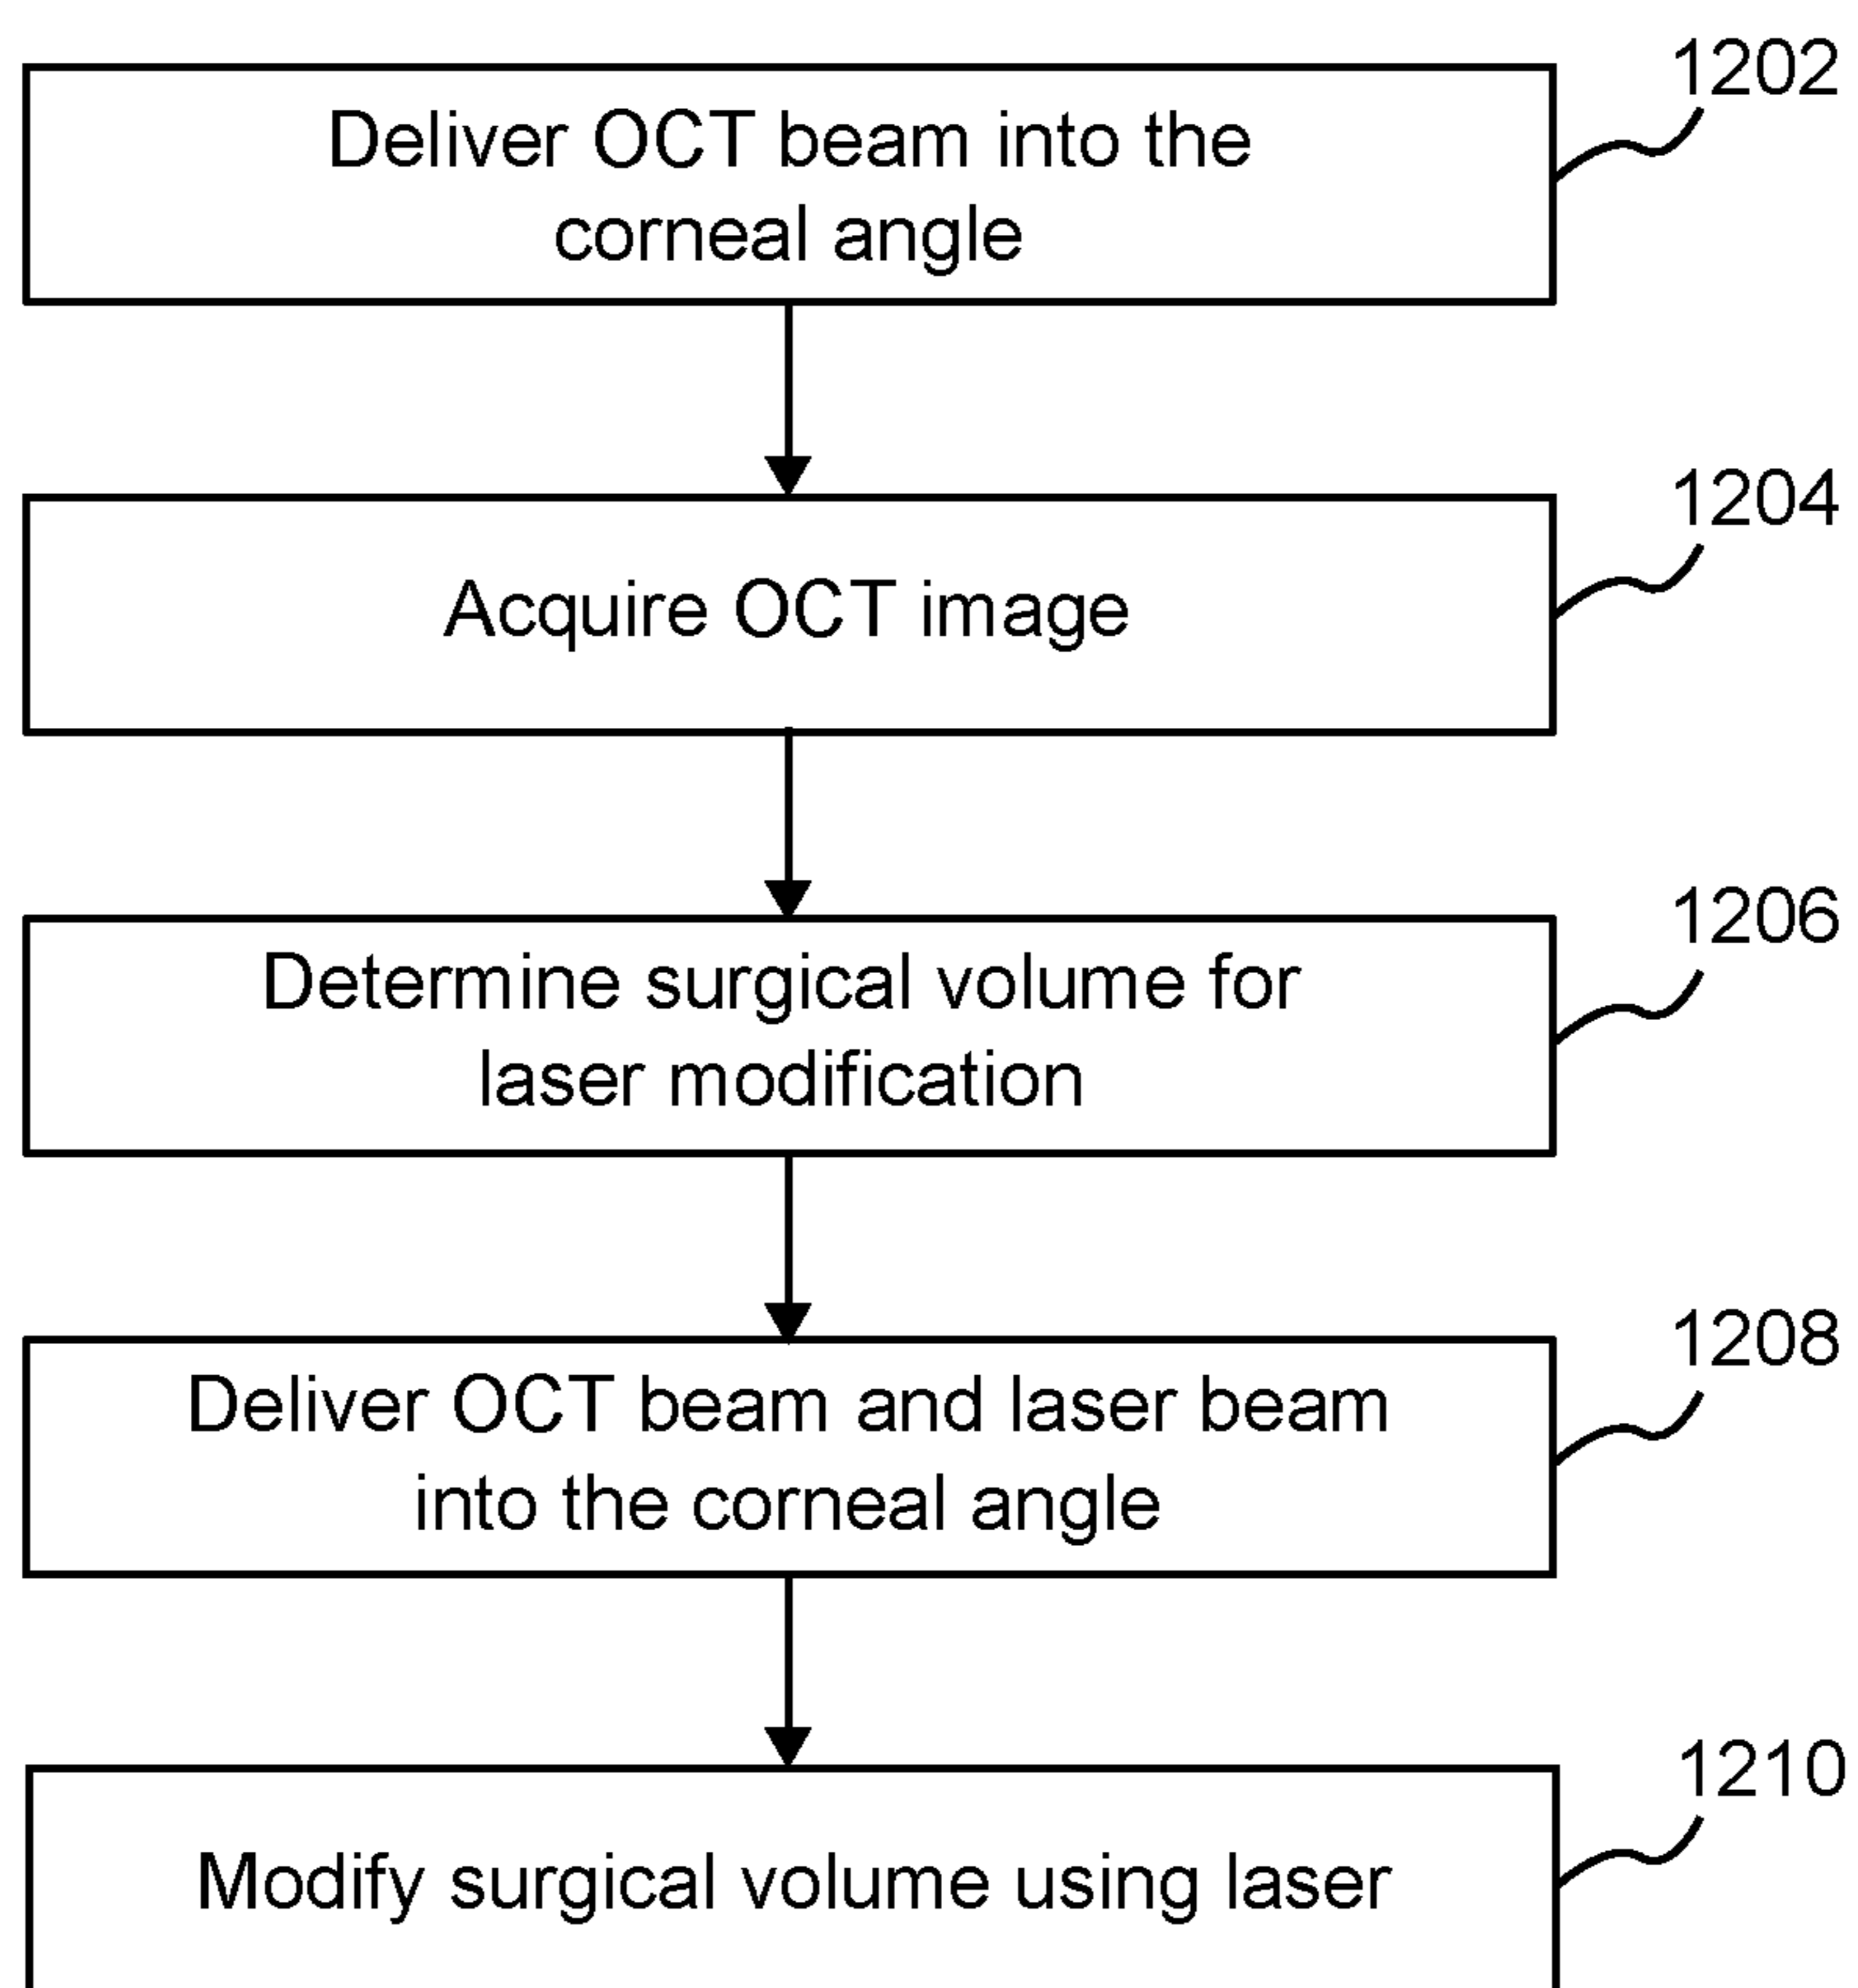 1202
Deliver OCT beam into the
corneal angle
1204
Acquire OCT image
1206
Determine surgical volume for
laser modification
1208
Deliver OCT beam and laser beam
into the corneal angle
1210
Modify surgical volume using laser